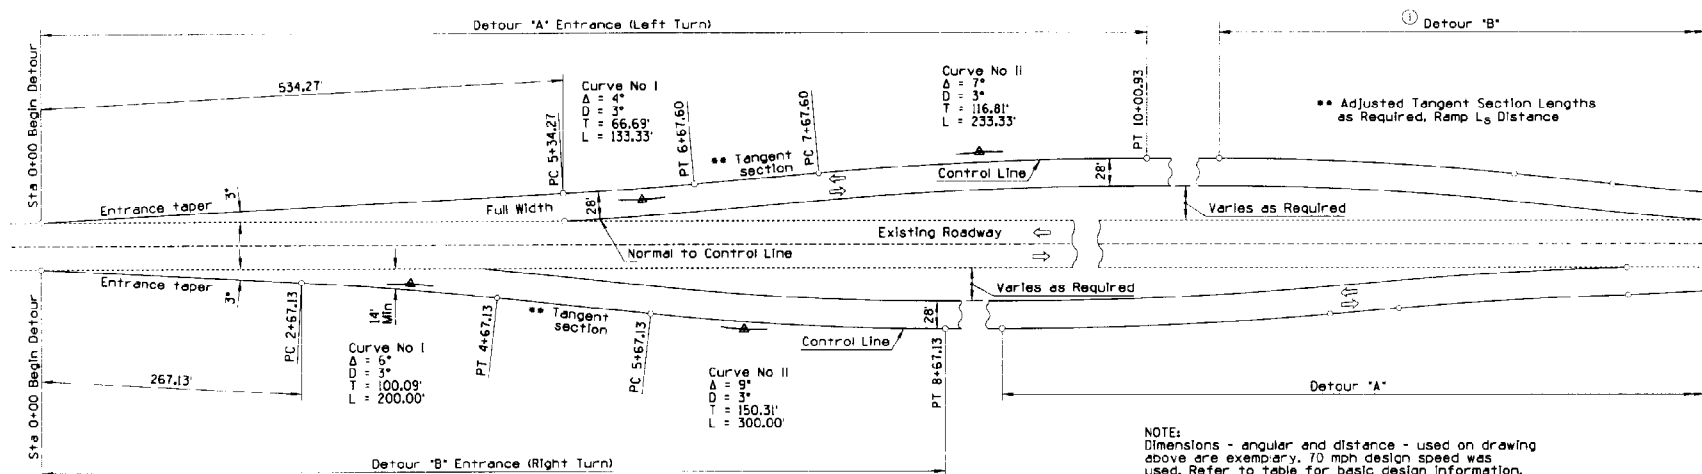 Detour "A" Entrance (Left Turn)
① Detour "B"
Sta 0+00 Begin Detour
534.27'
Curve No I
Δ = 4°
D = 3°
T = 66.69'
L = 133.33'
PC 5+34.27
PT 6+67.60
** Tangent
section
PC 7+67.60
Curve No II
Δ = 7°
D = 3°
T = 116.81'
L = 233.33'
PT 10+00.93
** Adjusted Tangent Section Lengths
as Required, Ramp LS Distance
Control Line
28'
3°
Entrance taper
Full Width
28'
Varies as Required
Existing Roadway
Normal to Control Line
Entrance taper
3°
14'
Min
Varies as Required
28'
Control Line
Sta 0+00 Begin Detour
267.13'
PC 2+67.13
Curve No I
Δ = 6°
D = 3°
T = 100.09'
L = 200.00'
PT 4+67.13
** Tangent
section
PC 5+67.13
Curve No II
Δ = 9°
D = 3°
T = 150.31'
L = 300.00'
PT 8+67.13
Detour "A"
Detour "B" Entrance (Right Turn)
NOTE:
Dimensions - angular and distance - used on drawing
above are exempary. 70 mph design speed was
used. Refer to table for basic design information.